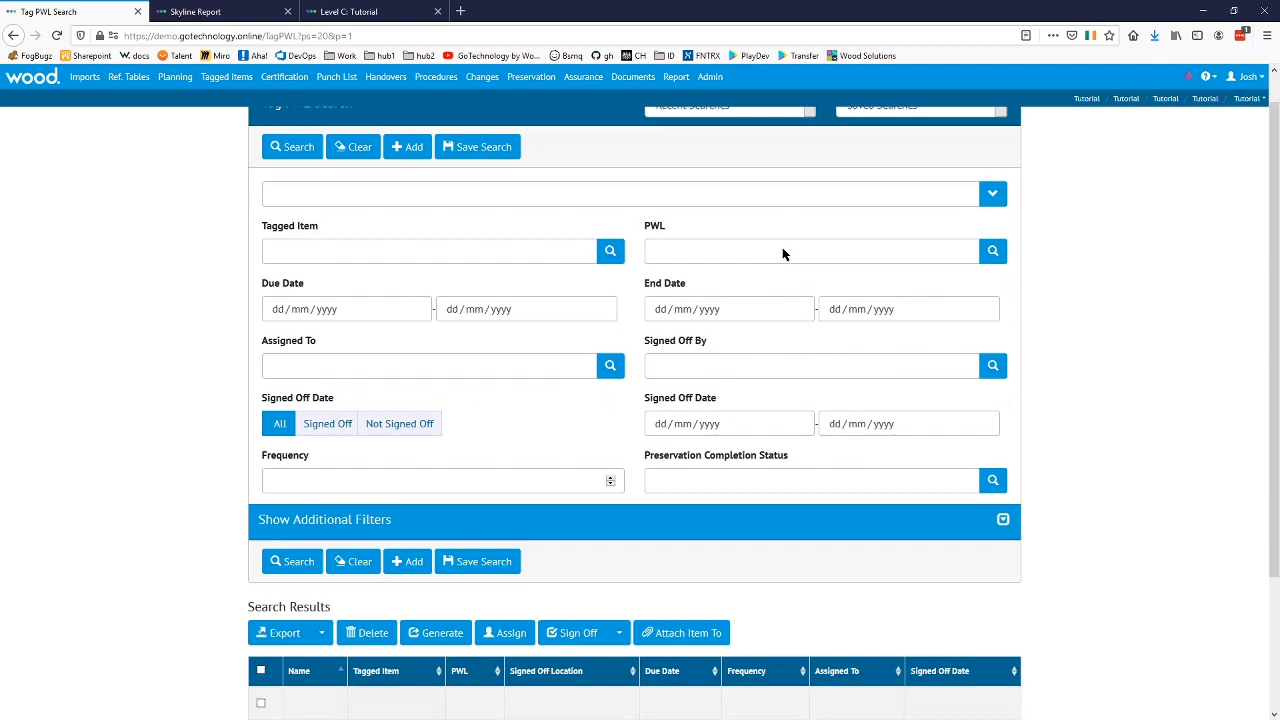 Tag PWL Search
Skyline Report
Level C: Tutorial
https://demo.gotechnology.online/TagPWL?ps=20&p=1
FogBugz Sharepoint docs Talent Miro Aha! DevOps Work hub1 hub2 GoTechnology by Wo... Bsmq gh CH ID FNTRX PlayDev Transfer Wood Solutions
wood. Imports Ref. Tables Planning Tagged Items Certification Punch List Handovers Procedures Changes Preservation Assurance Documents Report Admin Josh
Tutorial / Tutorial / Tutorial / Tutorial / Tutorial
Recent Searches Saved Searches
Search Clear Add Save Search
Tagged Item PWL
Due Date End Date
dd/mm/yyyy - dd/mm/yyyy dd/mm/yyyy - dd/mm/yyyy
Assigned To Signed Off By
Signed Off Date Signed Off Date
All Signed Off Not Signed Off dd/mm/yyyy - dd/mm/yyyy
Frequency Preservation Completion Status
Show Additional Filters
Search Clear Add Save Search
Search Results
Export Delete Generate Assign Sign Off Attach Item To
Name Tagged Item PWL Signed Off Location Due Date Frequency Assigned To Signed Off Date